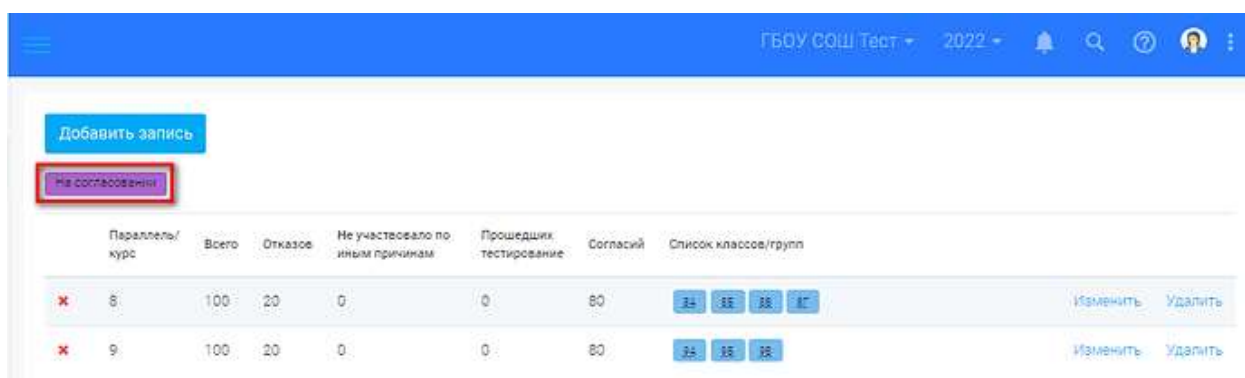 ГБОУ СОШ Тест 2022
Добавить запись
На согласовании
Параллель/ курс Всего Отказов Не участвовало по иным причинам Прошедших тестирование Согласий Список классов/групп
8 100 20 0 0 80 Изменить Удалить
9 100 20 0 0 80 Изменить Удалить